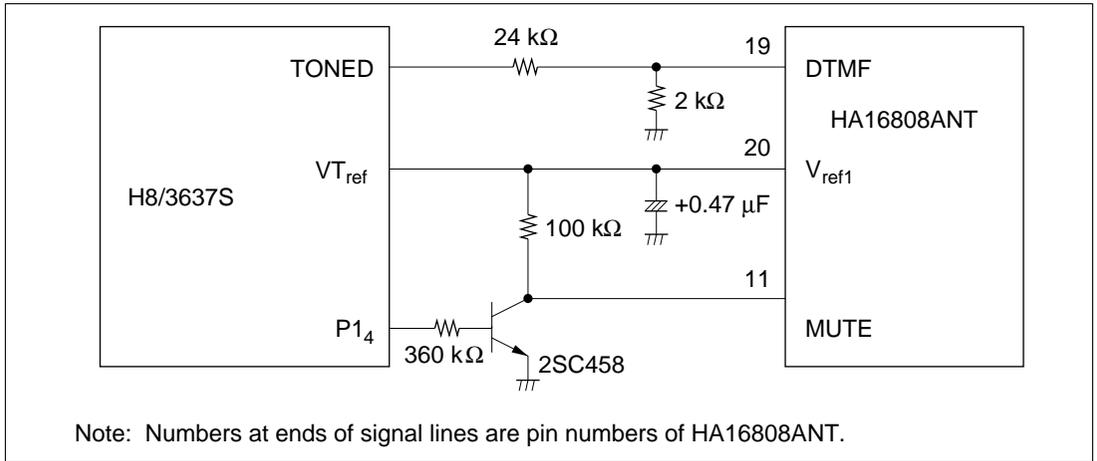 24 kΩ
19
TONED
DTMF
2 kΩ
HA16808ANT
20
VTref
Vref1
H8/3637S
+0.47 μF
100 kΩ
11
P14
MUTE
360 kΩ
2SC458
Note: Numbers at ends of signal lines are pin numbers of HA16808ANT.